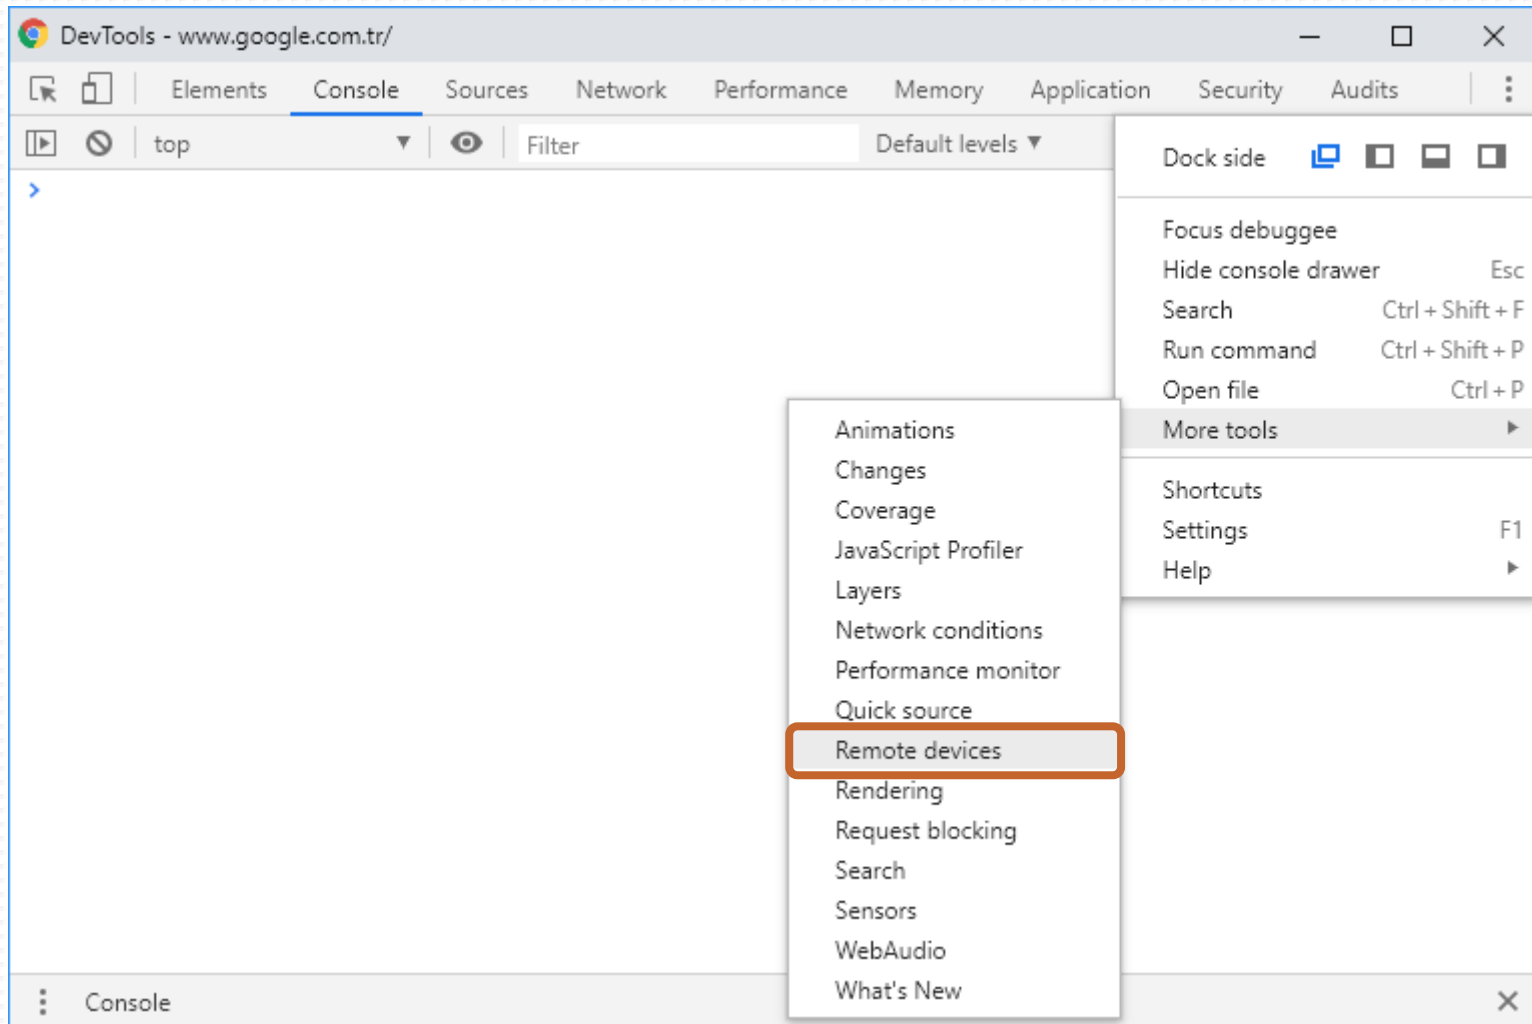 DevTools - www.google.com.tr/
Elements Console Sources Network Performance Memory Application Security Audits
top Filter Default levels
Dock side
Focus debuggee
Hide console drawer Esc
Search Ctrl + Shift + F
Run command Ctrl + Shift + P
Open file Ctrl + P
More tools
Shortcuts
Settings F1
Help
Animations
Changes
Coverage
JavaScript Profiler
Layers
Network conditions
Performance monitor
Quick source
Remote devices
Rendering
Request blocking
Search
Sensors
WebAudio
What's New
Console